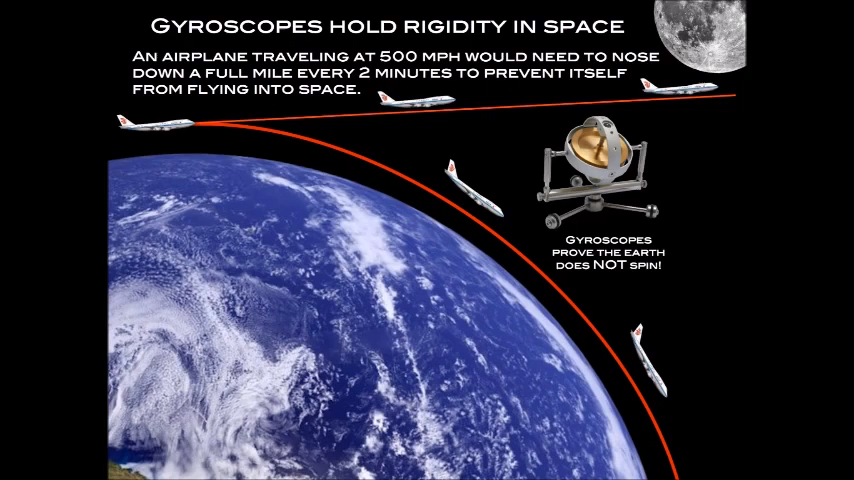 Gyroscopes hold rigidity in space
An airplane traveling at 500 mph would need to nose
down a full mile every 2 minutes to prevent itself
from flying into space.
Gyroscopes
prove the earth
does NOT spin!